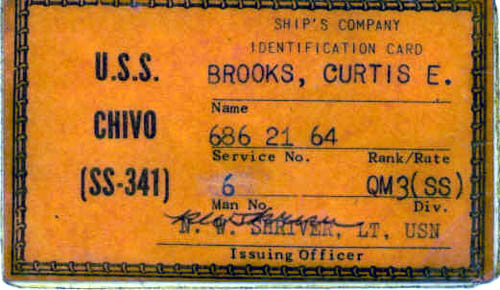 SHIP'S COMPANY
IDENTIFICATION CARD
U.S.S.
CHIVO
(SS-341)
BROOKS, CURTIS E.
Name
686 21 64
Service No. Rank/Rate
6 QM3(SS)
Man No. Div.
N. W. SHRIVER, LT, USN
Issuing Officer